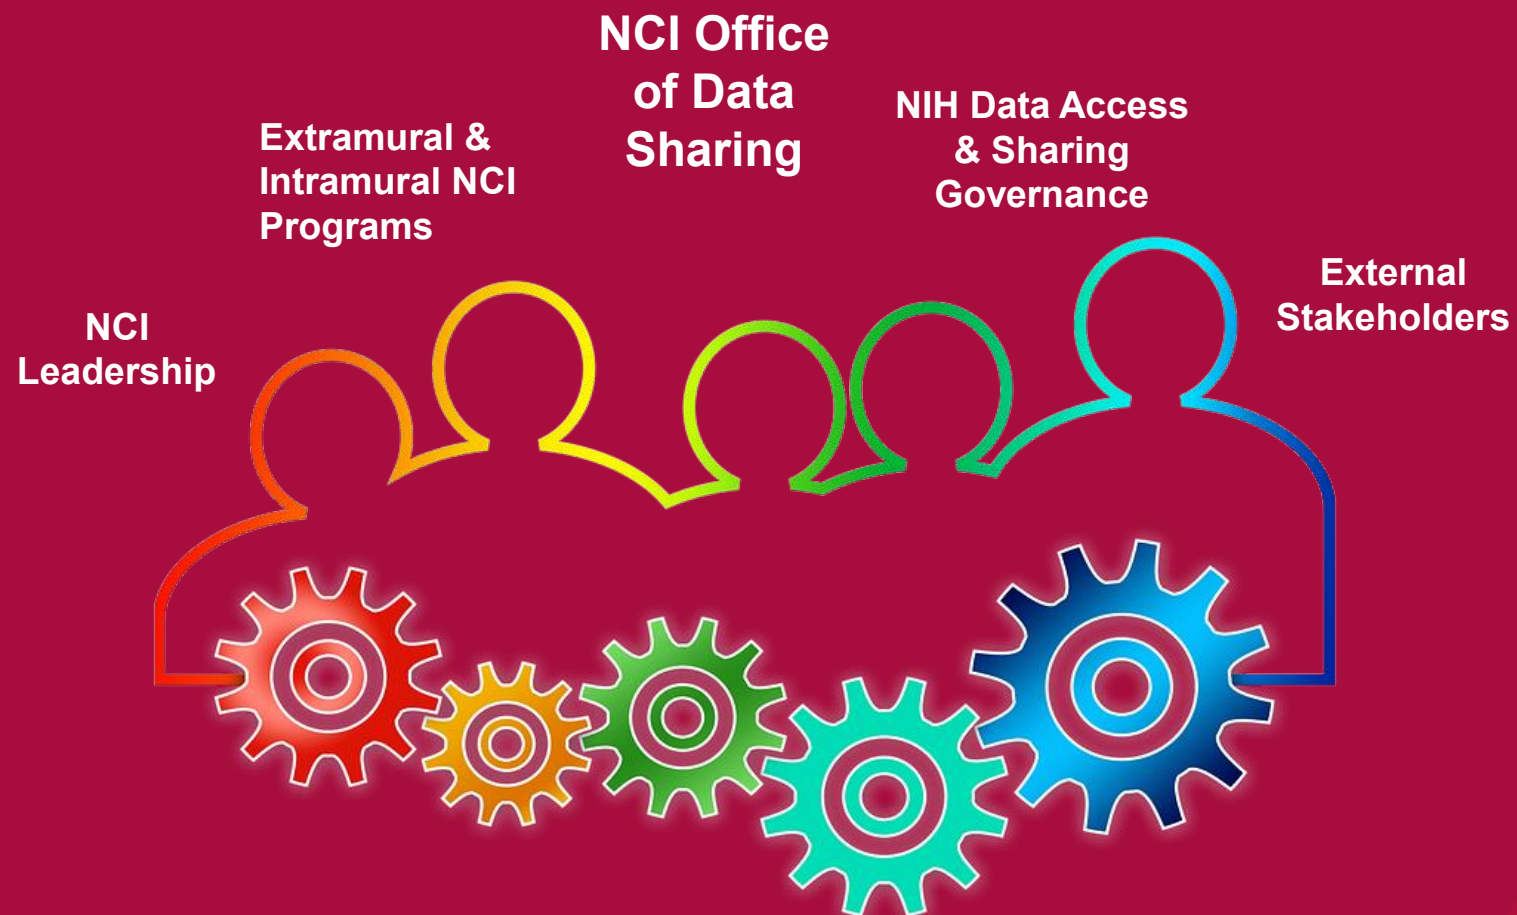 NCI Office
of Data
Sharing
Extramural &
Intramural NCI
Programs
NIH Data Access
& Sharing
Governance
NCI
Leadership
External
Stakeholders